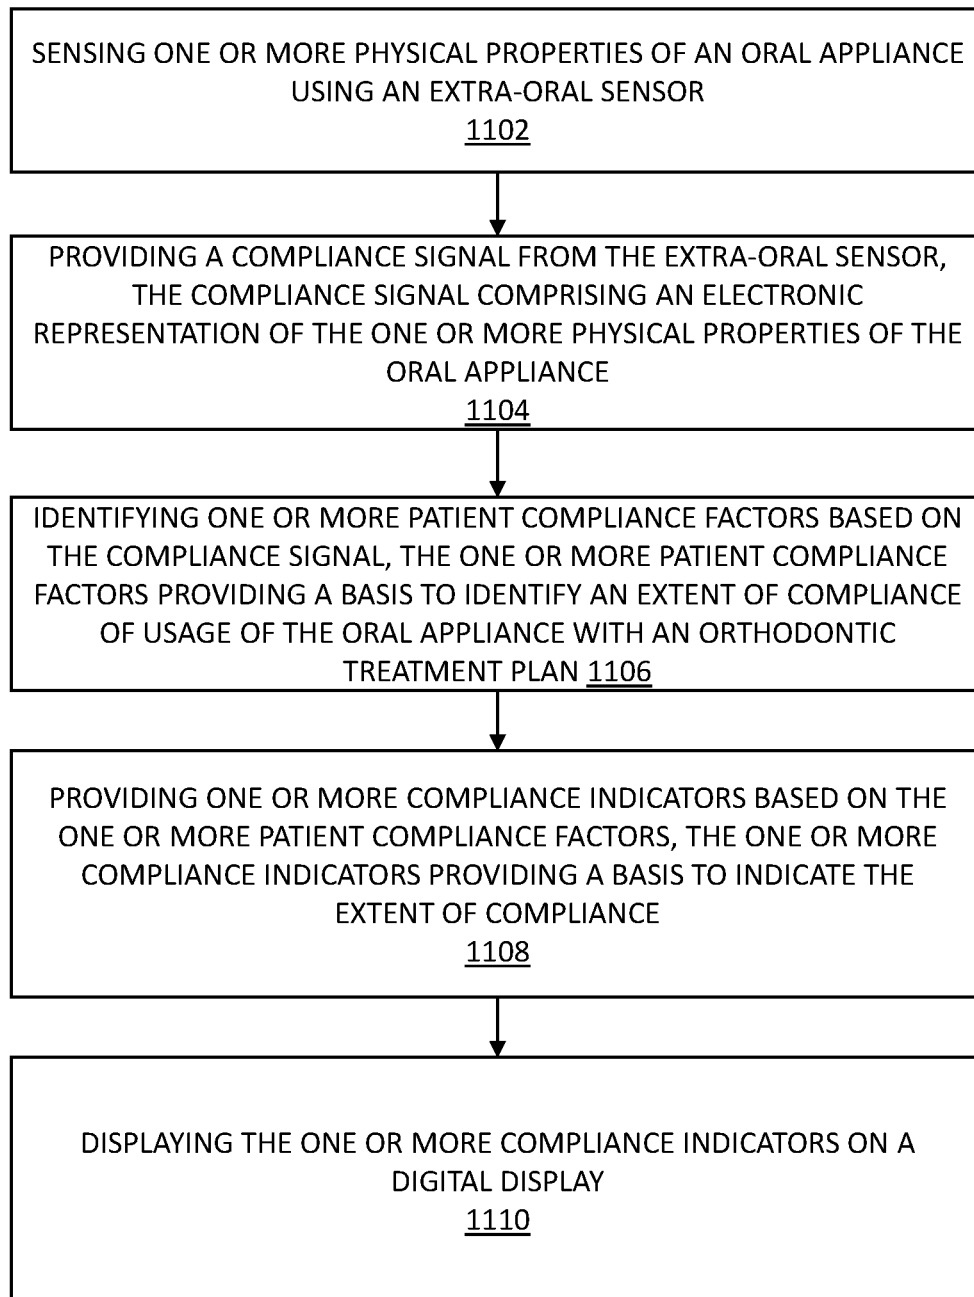 SENSING ONE OR MORE PHYSICAL PROPERTIES OF AN ORAL APPLIANCE
USING AN EXTRA-ORAL SENSOR
1102
PROVIDING A COMPLIANCE SIGNAL FROM THE EXTRA-ORAL SENSOR,
THE COMPLIANCE SIGNAL COMPRISING AN ELECTRONIC
REPRESENTATION OF THE ONE OR MORE PHYSICAL PROPERTIES OF THE
ORAL APPLIANCE
1104
IDENTIFYING ONE OR MORE PATIENT COMPLIANCE FACTORS BASED ON
THE COMPLIANCE SIGNAL, THE ONE OR MORE PATIENT COMPLIANCE
FACTORS PROVIDING A BASIS TO IDENTIFY AN EXTENT OF COMPLIANCE
OF USAGE OF THE ORAL APPLIANCE WITH AN ORTHODONTIC
TREATMENT PLAN 1106
PROVIDING ONE OR MORE COMPLIANCE INDICATORS BASED ON THE
ONE OR MORE PATIENT COMPLIANCE FACTORS, THE ONE OR MORE
COMPLIANCE INDICATORS PROVIDING A BASIS TO INDICATE THE
EXTENT OF COMPLIANCE
1108
DISPLAYING THE ONE OR MORE COMPLIANCE INDICATORS ON A
DIGITAL DISPLAY
1110